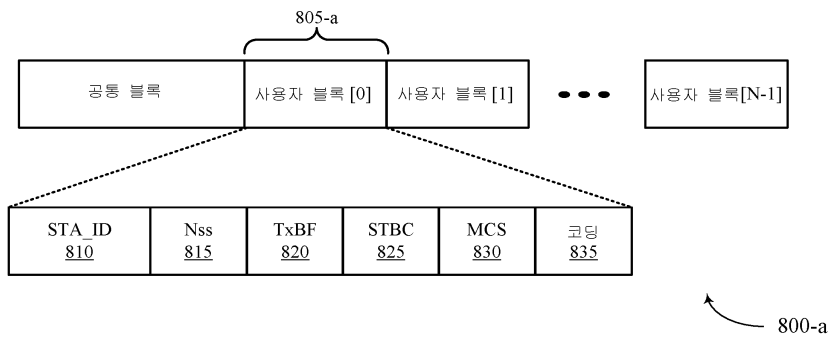 805-a
공통 블록
사용자 블록 [0]
사용자 블록 [1]
사용자 블록[N-1]
STA_ID
810
Nss
815
TxBF
820
STBC
825
MCS
830
코딩
835
800-a